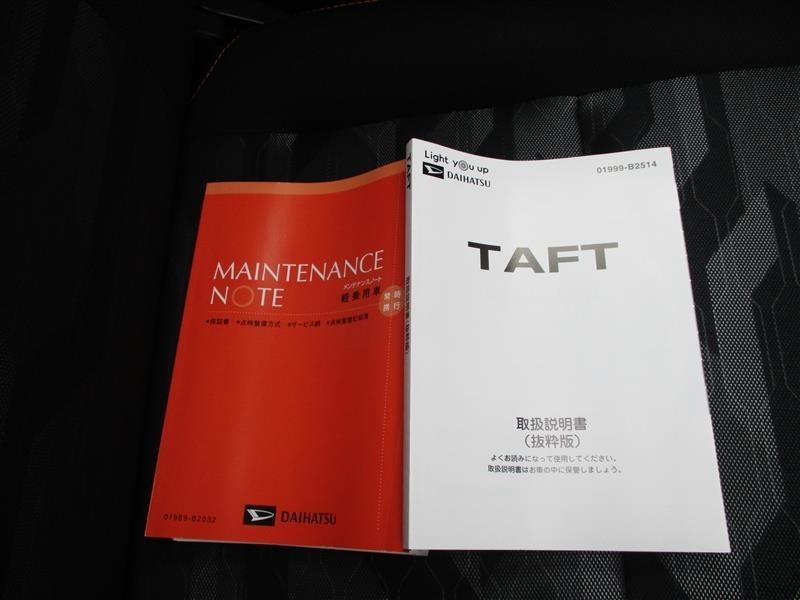 MAINTENANCE
NOTE
メンテナンスノート
軽乗用車
常時
携行
●保証書 ●点検整備方式 ●サービス網 ●点検整備記録簿
01989-B2032
DAIHATSU
TAFT
Light you up
DAIHATSU
01999-B2514
TAFT
取扱説明書
(抜粋版)
よくお読みになって使用してください。
取扱説明書はお車の中に保管しましょう。